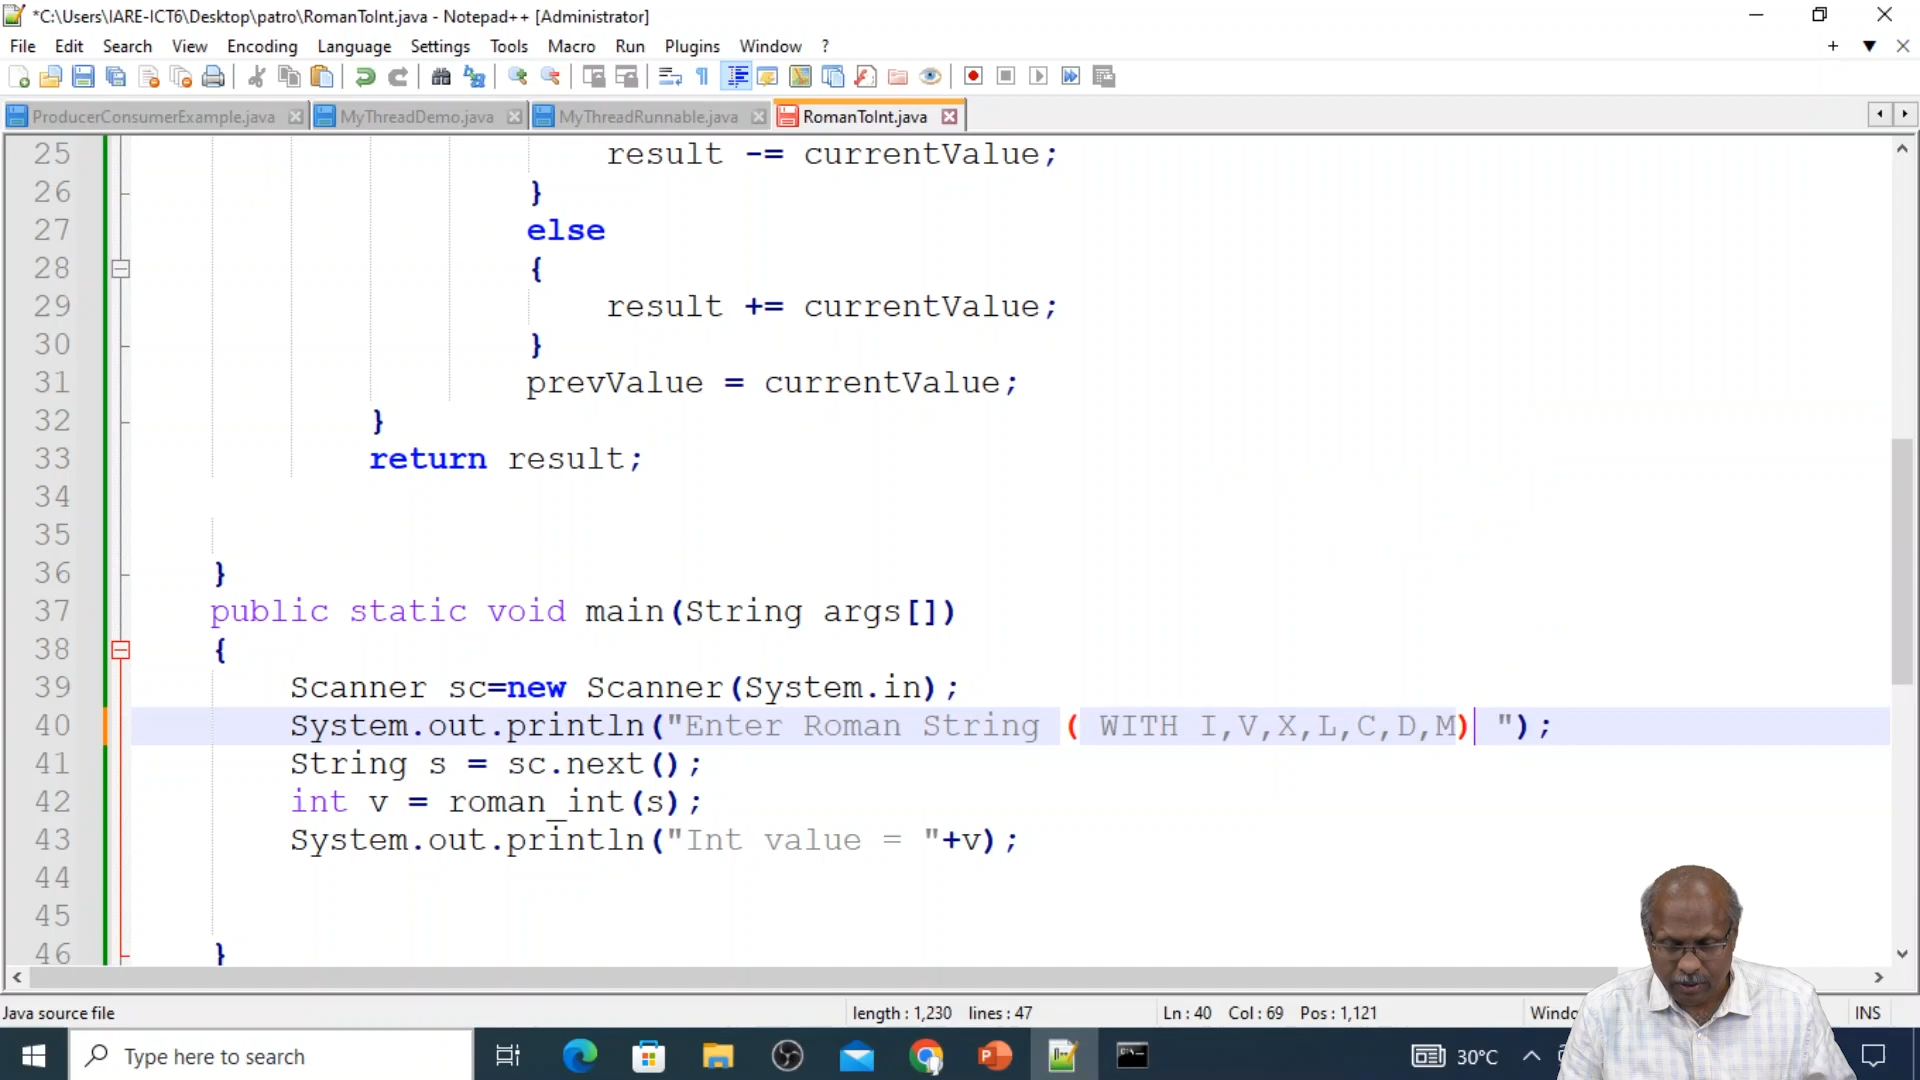 *C:\Users\IARE-ICT6\Desktop\patro\RomanToInt.java - Notepad++ [Administrator]
File Edit Search View Encoding Language Settings Tools Macro Run Plugins Window ?
ProducerConsumerExample.java MyThreadDemo.java MyThreadRunnable.java RomanToInt.java
25 result -= currentValue;
26 }
27 else
28 {
29 result += currentValue;
30 }
31 prevValue = currentValue;
32 }
33 return result;
34
35
36 }
37 public static void main(String args[])
38 {
39 Scanner sc=new Scanner(System.in);
40 System.out.println("Enter Roman String ( WITH I,V,X,L,C,D,M) ");
41 String s = sc.next();
42 int v = roman_int(s);
43 System.out.println("Int value = "+v);
44
45
46 }
Java source file length : 1,230 lines : 47 Ln : 40 Col : 69 Pos : 1,121 INS
Type here to search 30°C